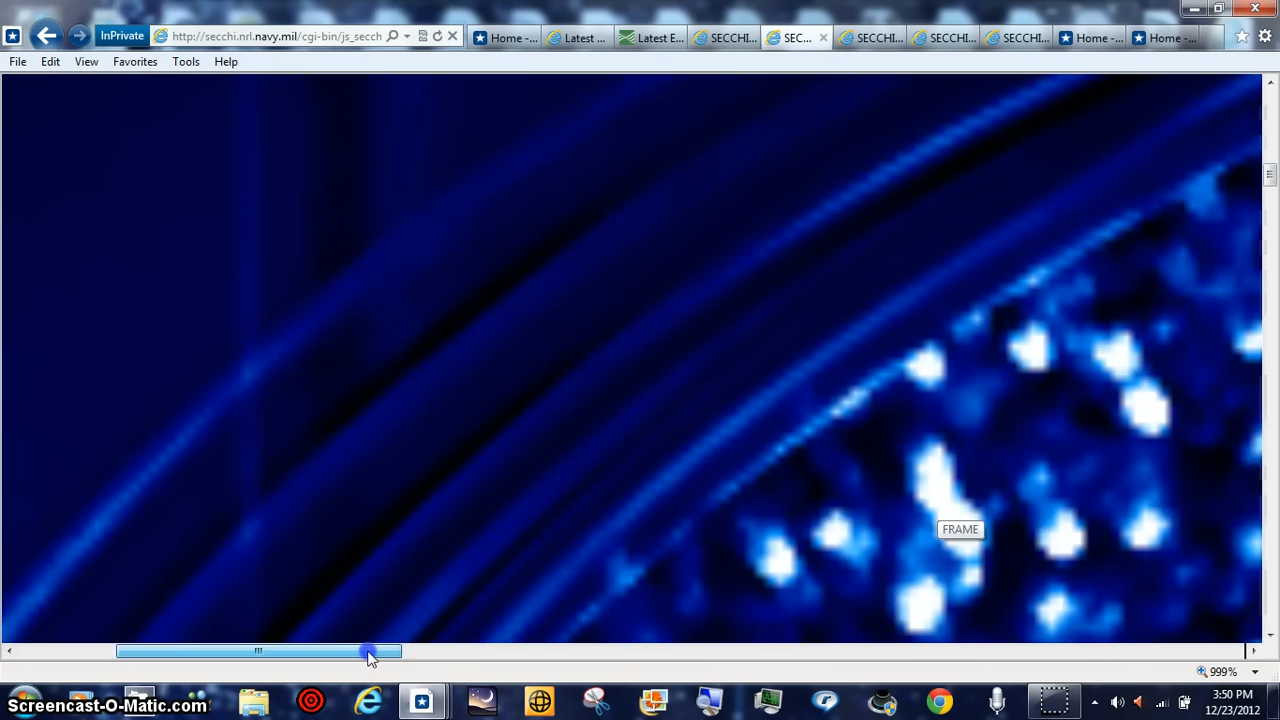 InPrivate http://secchi.nrl.navy.mil/cgi-bin/js_secch Home -... Latest ... Latest E... SECCHI... SEC... SECCHI... SECCHI... SECCHI... Home -... Home -...
File Edit View Favorites Tools Help
FRAME
999%
Screencast-O-Matic.com
3:50 PM
12/23/2012